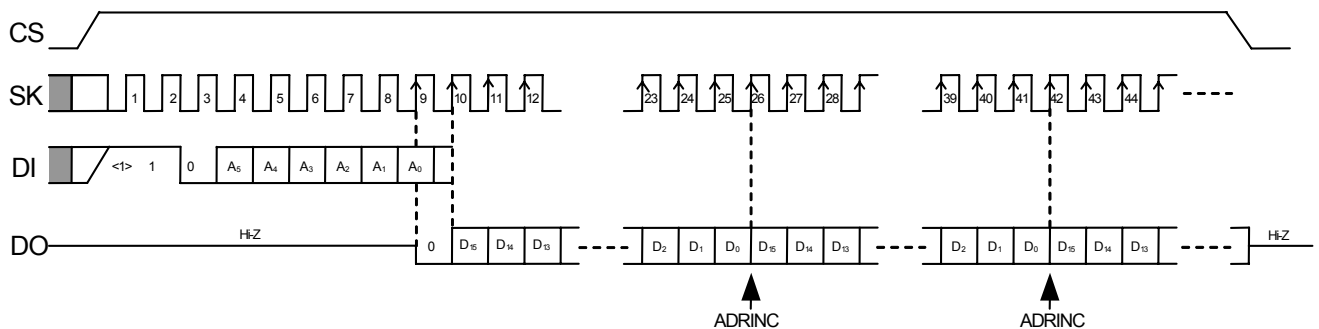 CS
SK 1 2 3 4 5 6 7 8 9 10 11 12 23 24 25 26 27 28 39 40 41 42 43 44
DI <1> 1 0 A5 A4 A3 A2 A1 A0
DO Hi-Z 0 D15 D14 D13 D2 D1 D0 D15 D14 D13 D2 D1 D0 D15 D14 D13 Hi-Z
ADRINC ADRINC